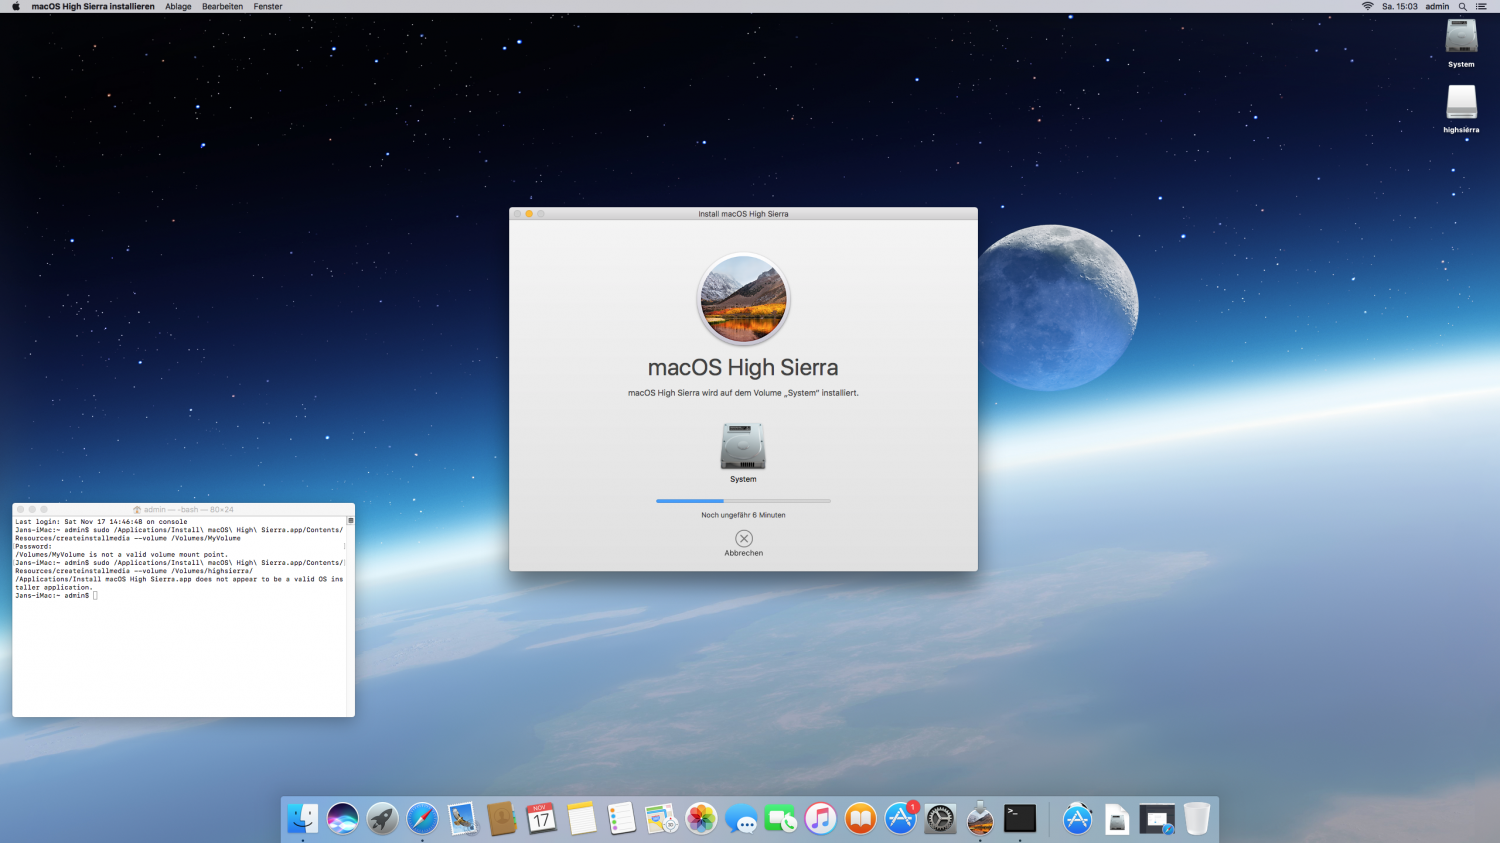 macOS High Sierra installieren Ablage Bearbeiten Fenster
Sa. 15:03 admin
System
highsierra
Install macOS High Sierra
macOS High Sierra
macOS High Sierra wird auf dem Volume „System“ installiert.
System
Noch ungefähr 6 Minuten
Abbrechen
admin — -bash — 80×24
Last login: Sat Nov 17 14:46:48 on console
Jans-iMac:~ admin$ sudo /Applications/Install\ macOS\ High\ Sierra.app/Contents/
Resources/createinstallmedia --volume /Volumes/MyVolume
Password:
/Volumes/MyVolume is not a valid volume mount point.
Jans-iMac:~ admin$ sudo /Applications/Install\ macOS\ High\ Sierra.app/Contents/
Resources/createinstallmedia --volume /Volumes/highsierra/
/Applications/Install macOS High Sierra.app does not appear to be a valid OS ins
taller application.
Jans-iMac:~ admin$
NOV
17
1
>_